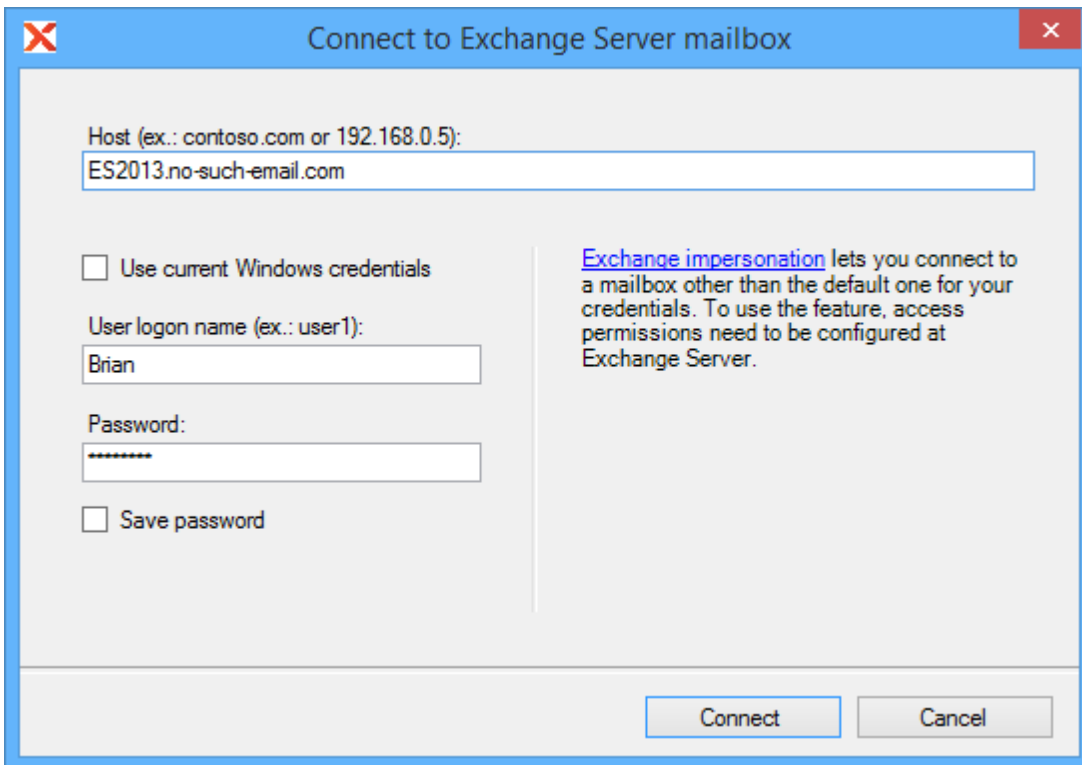 Connect to Exchange Server mailbox
Host (ex.: contoso.com or 192.168.0.5):
ES2013.no-such-email.com
Use current Windows credentials
User logon name (ex.: user1):
Brian
Password:
********
Save password
Exchange impersonation lets you connect to
a mailbox other than the default one for your
credentials. To use the feature, access
permissions need to be configured at
Exchange Server.
Connect
Cancel